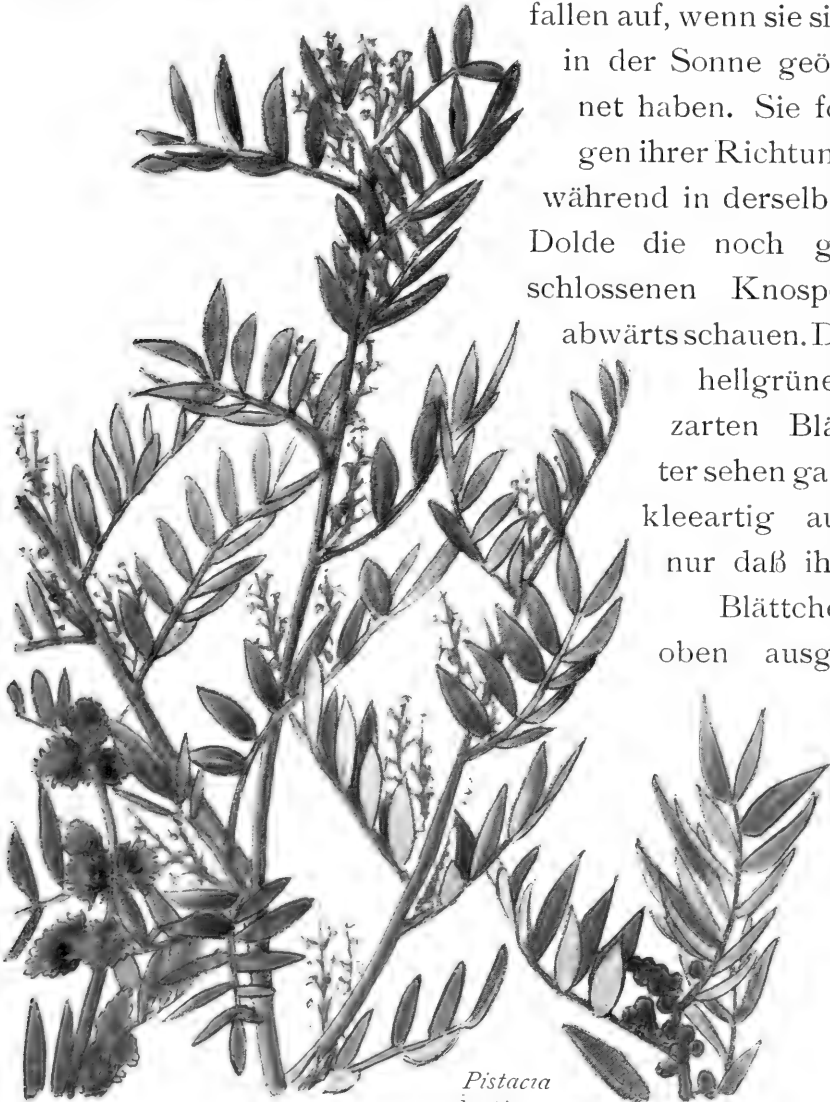 fallen auf, wenn sie si
in der Sonne geö
net haben. Sie fo
gen ihrer Richtun
während in derselb
Dolde die noch g
schlossenen Knosp
abwärts schauen. D
hellgrüne
zarten Blä
ter sehen ga
kleeartig au
nur daß ih
Blättche
oben ausg
Pistacia